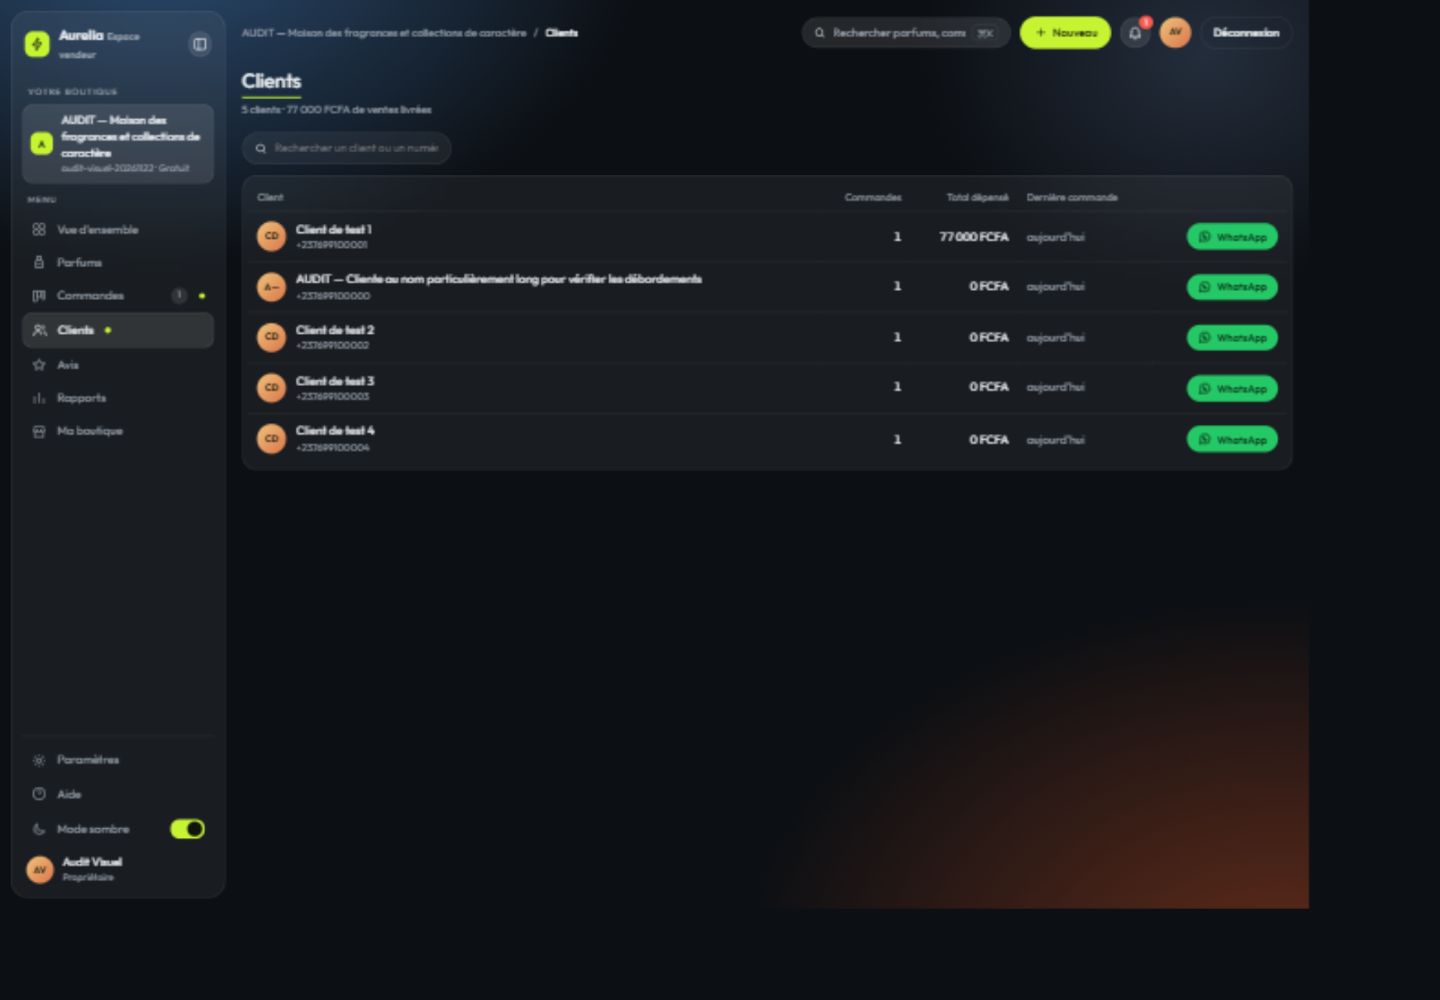 Aurelia Espace
vendeur
VOTRE BOUTIQUE
A
AUDIT — Maison des
fragrances et collections de
caractère
audit-visuel-20261122 · Gratuit
MENU
Vue d'ensemble
Parfums
Commandes 1
Clients
Avis
Rapports
Ma boutique
Paramètres
Aide
Mode sombre
AV
Audit Visuel
Propriétaire
AUDIT — Maison des fragrances et collections de caractère / Clients
Rechercher parfums, com ⌘K
+ Nouveau
AV
Déconnexion
Clients
5 clients · 77 000 FCFA de ventes livrées
Rechercher un client ou un numér
Client Commandes Total dépensé Dernière commande
CD Client de test 1 1 77 000 FCFA aujourd'hui WhatsApp
+237699100001
A— AUDIT — Cliente au nom particulièrement long pour vérifier les débordements 1 0 FCFA aujourd'hui WhatsApp
+237699100000
CD Client de test 2 1 0 FCFA aujourd'hui WhatsApp
+237699100002
CD Client de test 3 1 0 FCFA aujourd'hui WhatsApp
+237699100003
CD Client de test 4 1 0 FCFA aujourd'hui WhatsApp
+237699100004